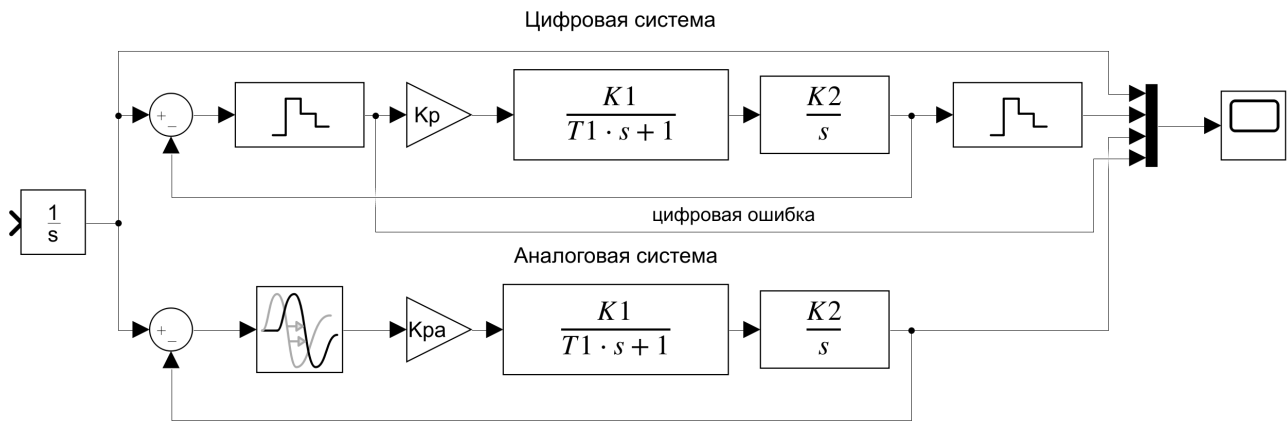 Цифровая система
+
−
Kp
K1
T1 · s + 1
K2
s
1
s
цифровая ошибка
Аналоговая система
+
−
Kpa
K1
T1 · s + 1
K2
s